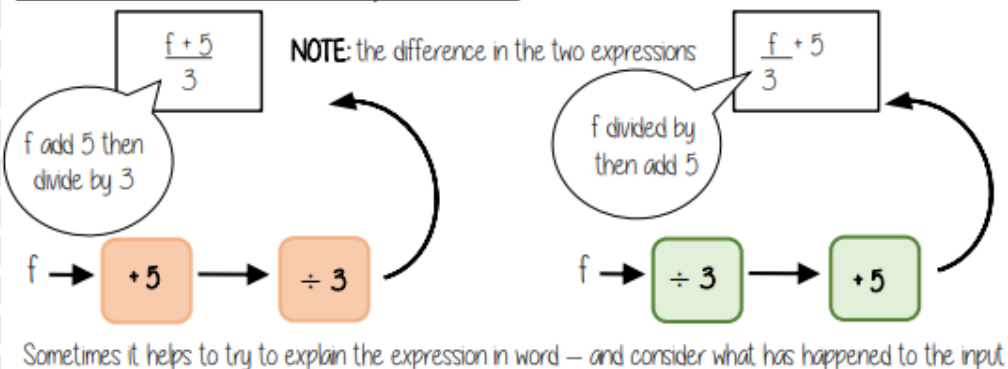 f + 5
3
NOTE: the difference in the two expressions
f + 5
3
f add 5 then
divide by 3
f divided by
then add 5
f
+ 5
÷ 3
f
÷ 3
+ 5
Sometimes it helps to try to explain the expression in word – and consider what has happened to the input